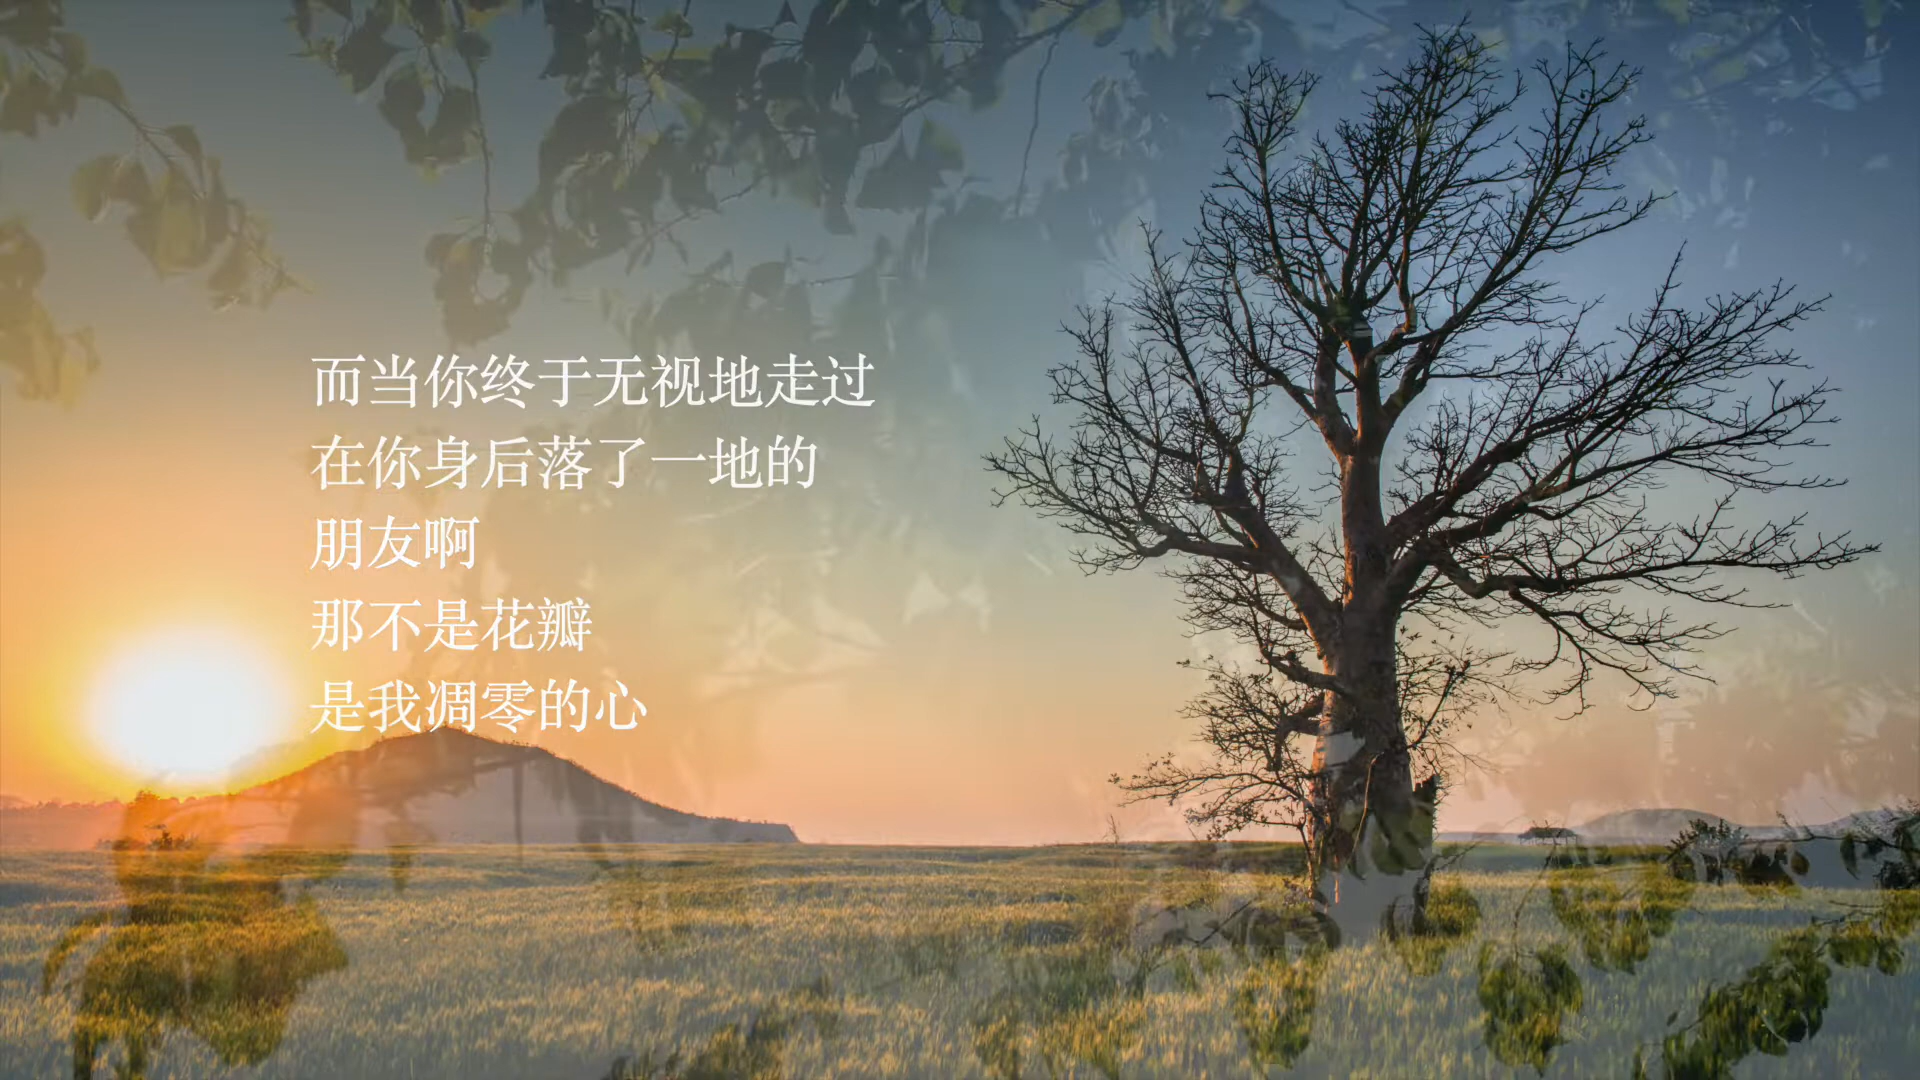 而当你终于无视地走过
在你身后落了一地的
朋友啊
那不是花瓣
是我凋零的心